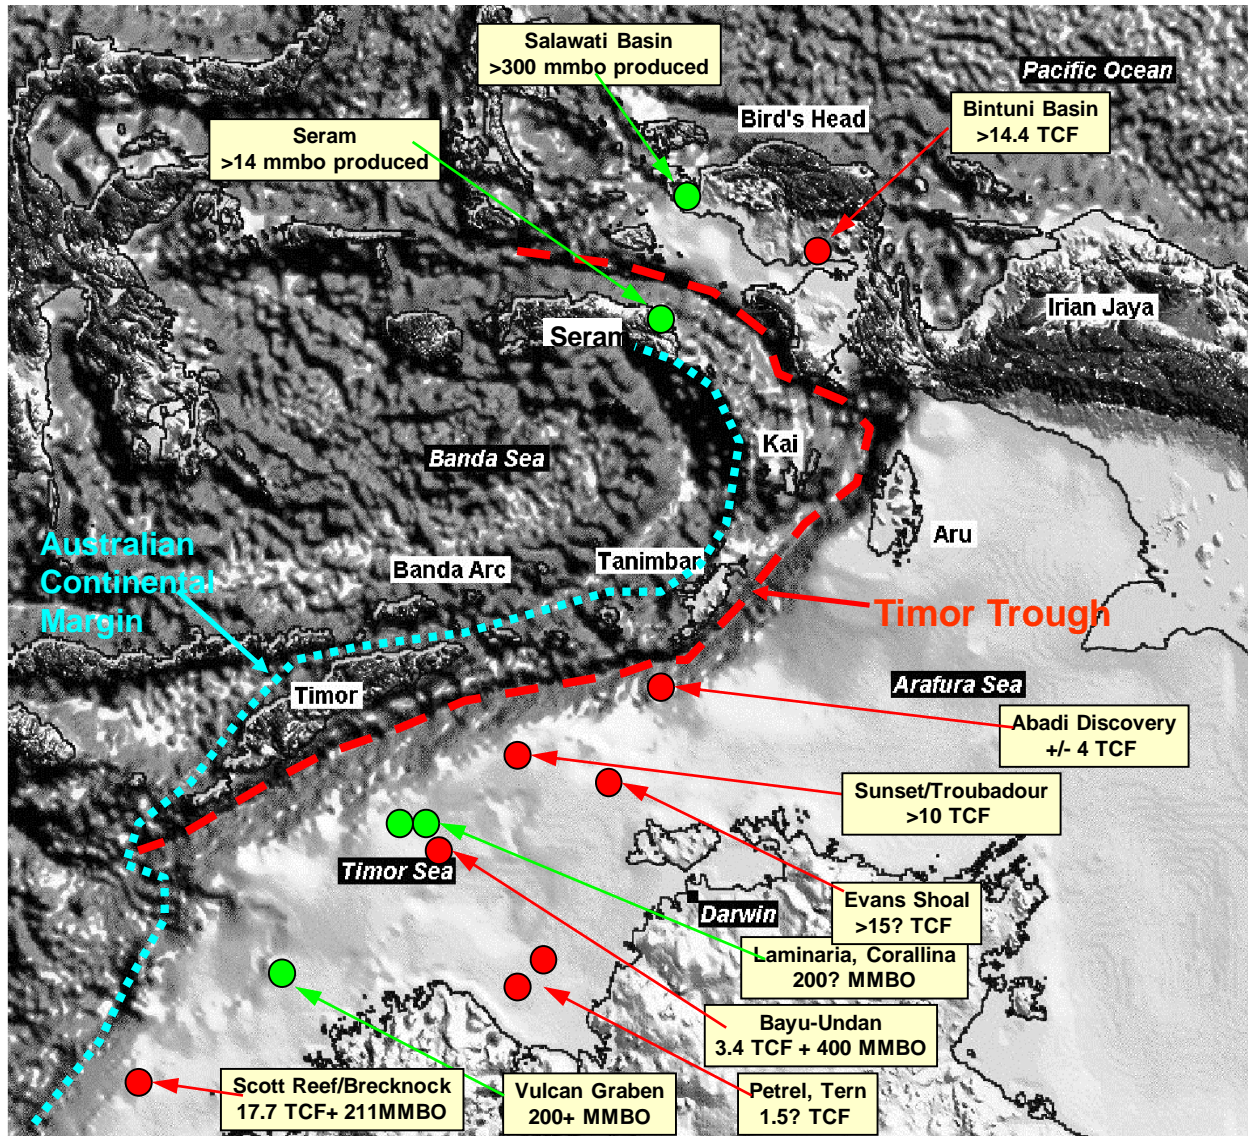 Salawati Basin
>300 mmbo produced
Pacific Ocean
Bintuni Basin
>14.4 TCF
Bird's Head
Seram
>14 mmbo produced
Irian Jaya
Seram
Kai
Banda Sea
Aru
Australian
Continental
Margin
Banda Arc
Tanimbar
Timor Trough
Timor
Arafura Sea
Abadi Discovery
+/- 4 TCF
Sunset/Troubadour
>10 TCF
Timor Sea
Darwin
Evans Shoal
>15? TCF
Laminaria, Corallina
200? MMBO
Bayu-Undan
3.4 TCF + 400 MMBO
Scott Reef/Brecknock
17.7 TCF+ 211MMBO
Vulcan Graben
200+ MMBO
Petrel, Tern
1.5? TCF